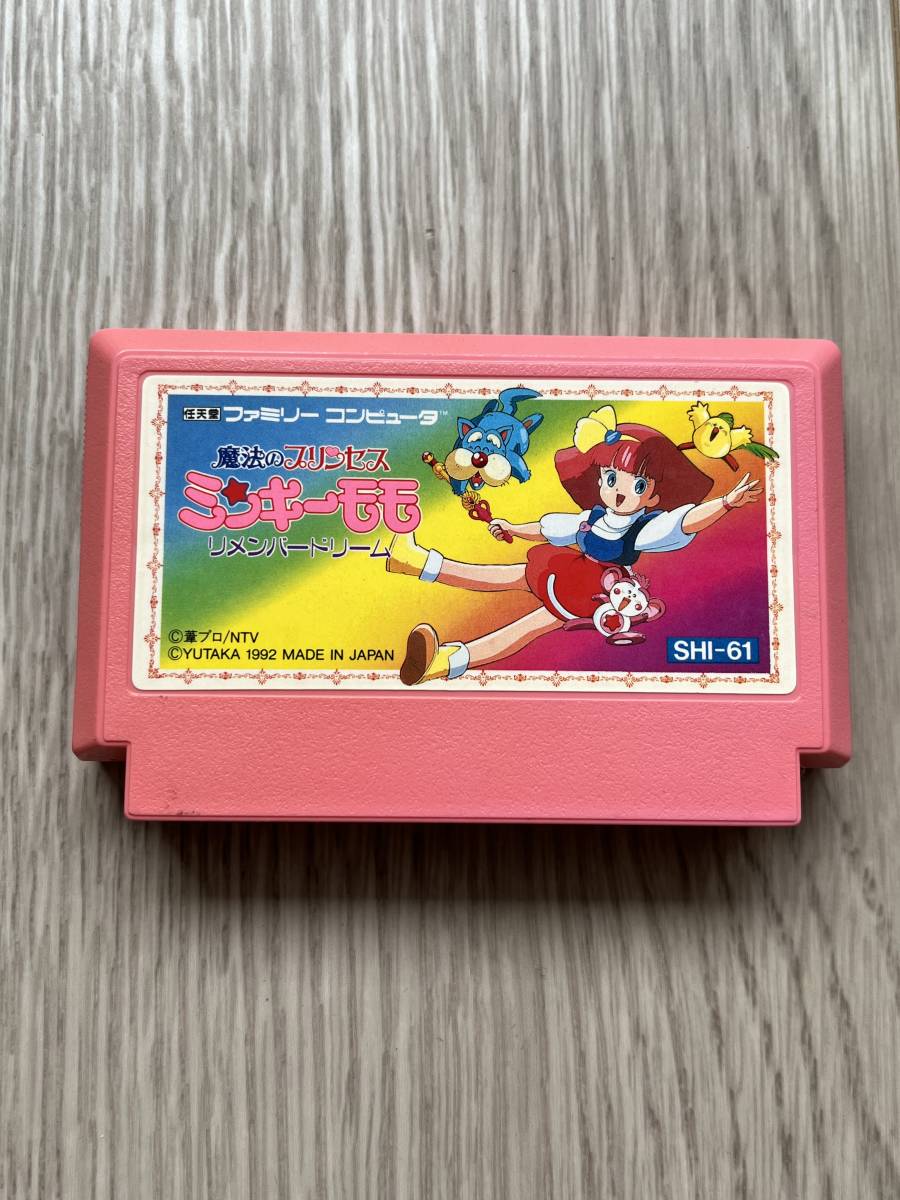 任天堂 ファミリー コンピュータ™
魔法のプリンセス
ミンキーモモ
リメンバードリーム
©葦プロ/NTV
©YUTAKA 1992 MADE IN JAPAN
SHI-61